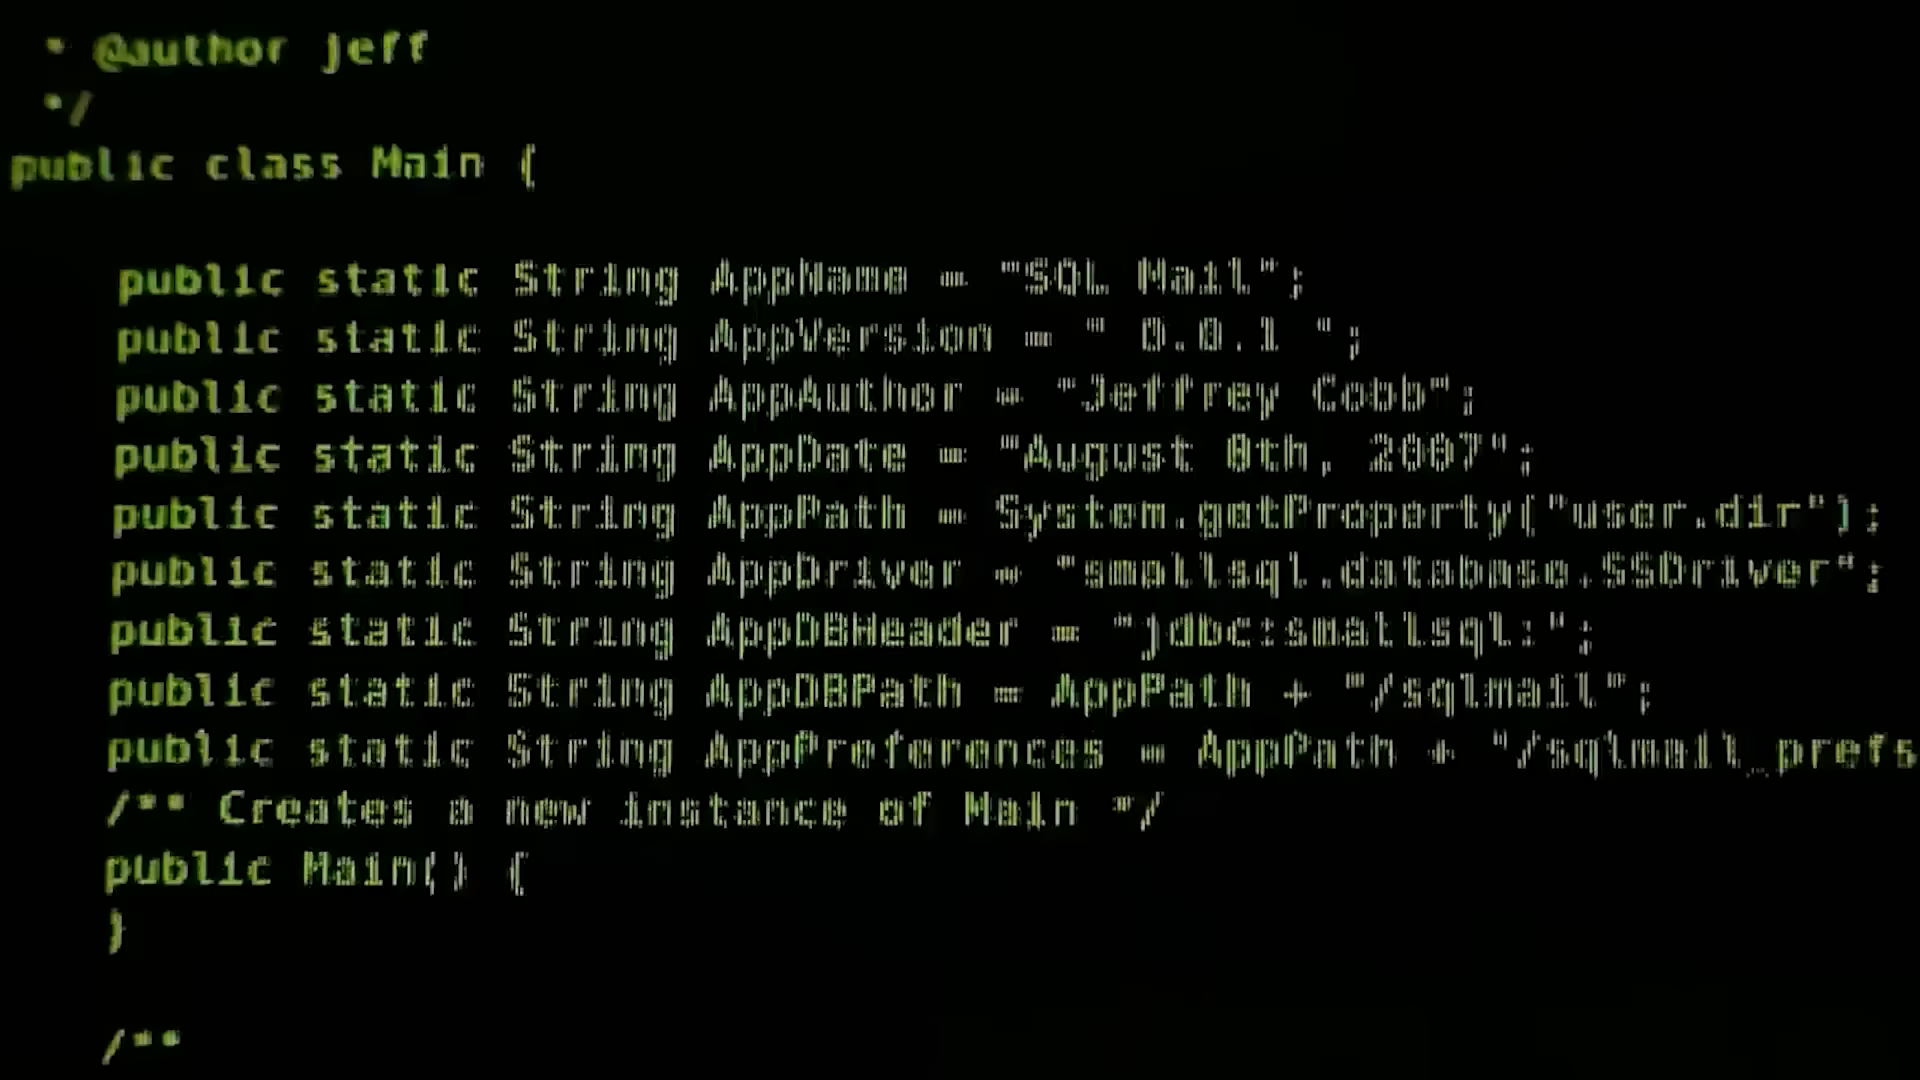 * @author jeff
*/
public class Main {
public static String AppName = "SQL Mail";
public static String AppVersion = " 0.0.1 ";
public static String AppAuthor = "Jeffrey Cobb";
public static String AppDate = "August 8th, 2007";
public static String AppPath = System.getProperty("user.dir");
public static String AppDriver = "smallsql.database.SSDriver";
public static String AppDBHeader = "jdbc:smallsql:";
public static String AppDBPath = AppPath + "/sqlmail";
public static String AppPreferences = AppPath + "/sqlmail_prefs
/** Creates a new instance of Main */
public Main() {
}
/**